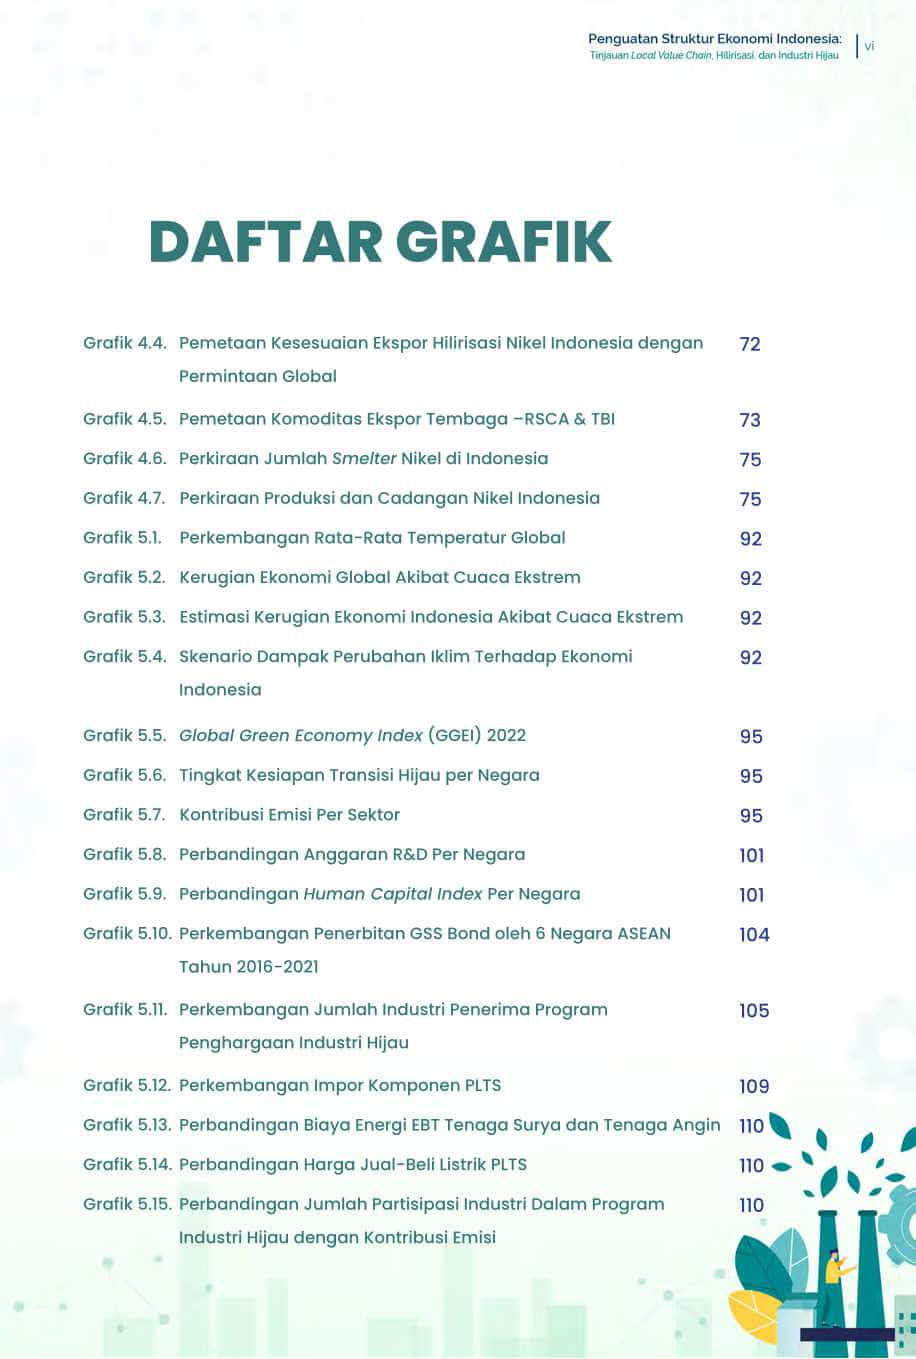 Penguatan Struktur Ekonomi Indonesia:
Tinjauan Local Value Chain, Hilirisasi, dan Industri Hijau
vi
DAFTAR GRAFIK
Grafik 4.4. Pemetaan Kesesuaian Ekspor Hilirisasi Nikel Indonesia dengan 72
Permintaan Global
Grafik 4.5. Pemetaan Komoditas Ekspor Tembaga –RSCA & TBI 73
Grafik 4.6. Perkiraan Jumlah Smelter Nikel di Indonesia 75
Grafik 4.7. Perkiraan Produksi dan Cadangan Nikel Indonesia 75
Grafik 5.1. Perkembangan Rata-Rata Temperatur Global 92
Grafik 5.2. Kerugian Ekonomi Global Akibat Cuaca Ekstrem 92
Grafik 5.3. Estimasi Kerugian Ekonomi Indonesia Akibat Cuaca Ekstrem 92
Grafik 5.4. Skenario Dampak Perubahan Iklim Terhadap Ekonomi 92
Indonesia
Grafik 5.5. Global Green Economy Index (GGEI) 2022 95
Grafik 5.6. Tingkat Kesiapan Transisi Hijau per Negara 95
Grafik 5.7. Kontribusi Emisi Per Sektor 95
Grafik 5.8. Perbandingan Anggaran R&D Per Negara 101
Grafik 5.9. Perbandingan Human Capital Index Per Negara 101
Grafik 5.10. Perkembangan Penerbitan GSS Bond oleh 6 Negara ASEAN 104
Tahun 2016-2021
Grafik 5.11. Perkembangan Jumlah Industri Penerima Program 105
Penghargaan Industri Hijau
Grafik 5.12. Perkembangan Impor Komponen PLTS 109
Grafik 5.13. Perbandingan Biaya Energi EBT Tenaga Surya dan Tenaga Angin 110
Grafik 5.14. Perbandingan Harga Jual-Beli Listrik PLTS 110
Grafik 5.15. Perbandingan Jumlah Partisipasi Industri Dalam Program 110
Industri Hijau dengan Kontribusi Emisi